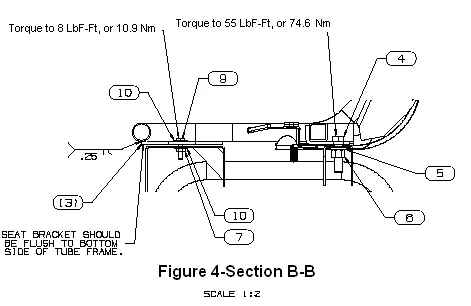 Torque to 8 LbF-Ft, or 10.9 Nm
Torque to 55 LbF-Ft, or 74.6 Nm
9
4
10
.25
(3)
5
10
6
7
SEAT BRACKET SHOULD
BE FLUSH TO BOTTOM
SIDE OF TUBE FRAME.
Figure 4-Section B-B
SCALE 1:2